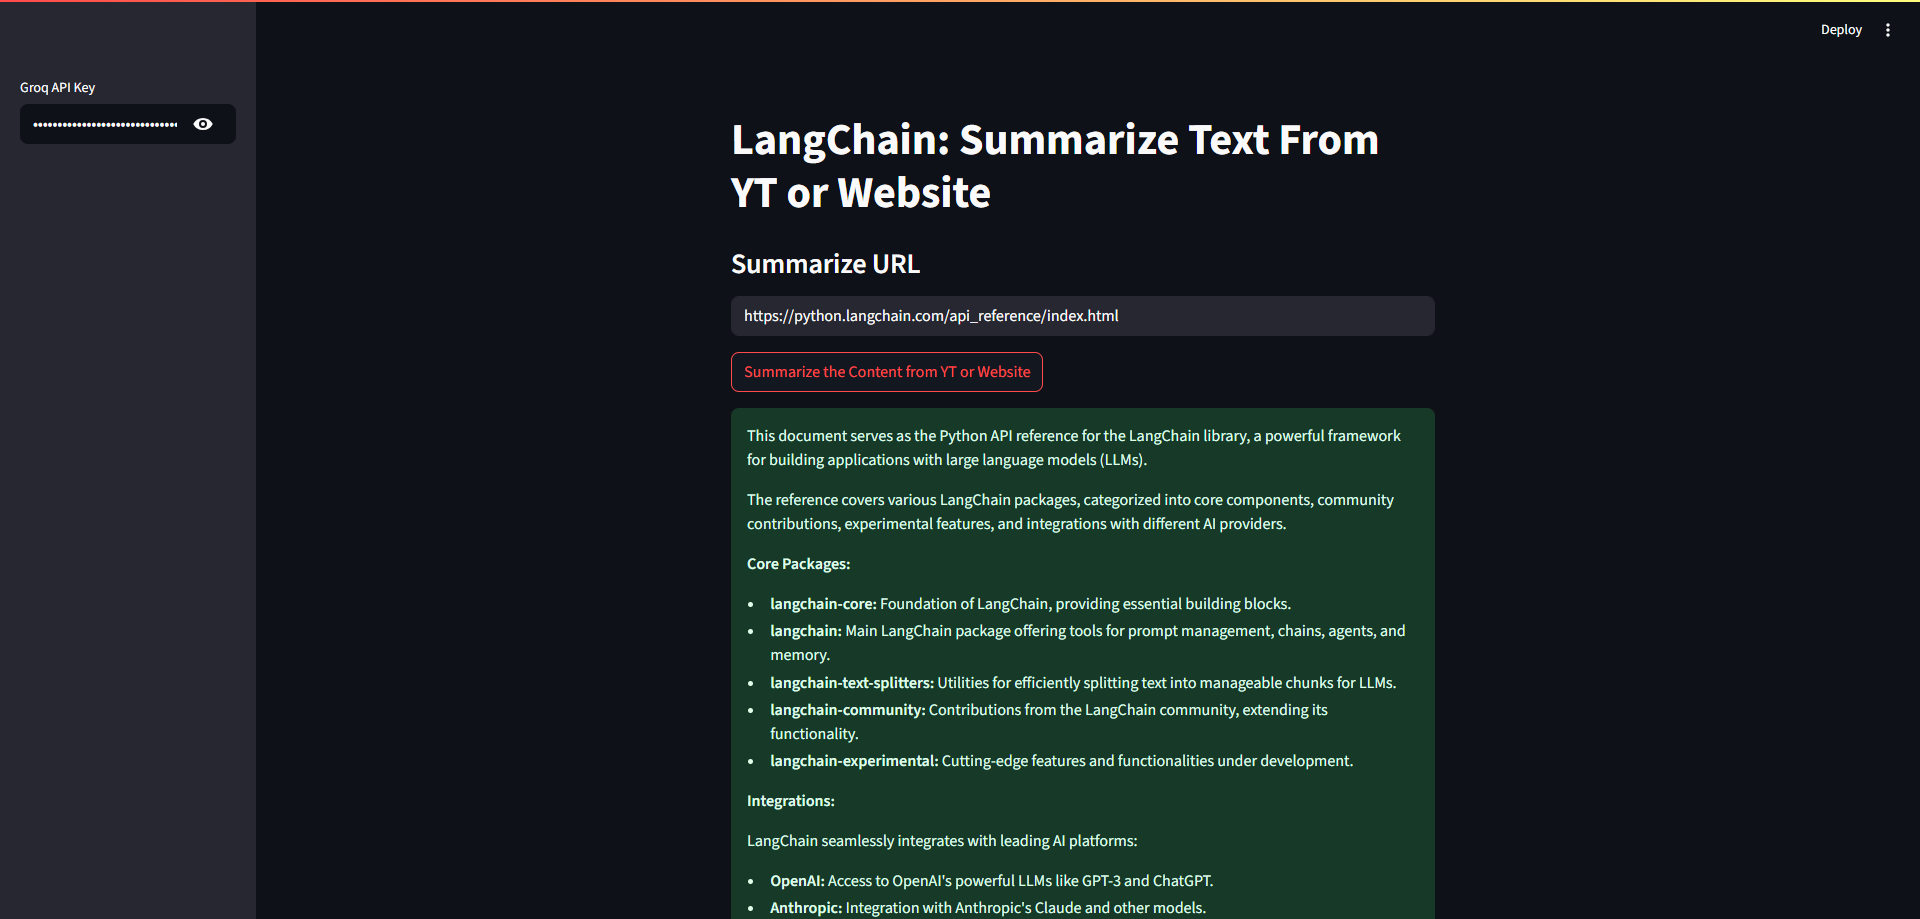 Deploy
Groq API Key
••••••••••••••••••••••••••••••
LangChain: Summarize Text From
YT or Website
Summarize URL
https://python.langchain.com/api_reference/index.html
Summarize the Content from YT or Website
This document serves as the Python API reference for the LangChain library, a powerful framework
for building applications with large language models (LLMs).
The reference covers various LangChain packages, categorized into core components, community
contributions, experimental features, and integrations with different AI providers.
Core Packages:
• langchain-core: Foundation of LangChain, providing essential building blocks.
• langchain: Main LangChain package offering tools for prompt management, chains, agents, and
memory.
• langchain-text-splitters: Utilities for efficiently splitting text into manageable chunks for LLMs.
• langchain-community: Contributions from the LangChain community, extending its
functionality.
• langchain-experimental: Cutting-edge features and functionalities under development.
Integrations:
LangChain seamlessly integrates with leading AI platforms:
• OpenAI: Access to OpenAI's powerful LLMs like GPT-3 and ChatGPT.
• Anthropic: Integration with Anthropic's Claude and other models.